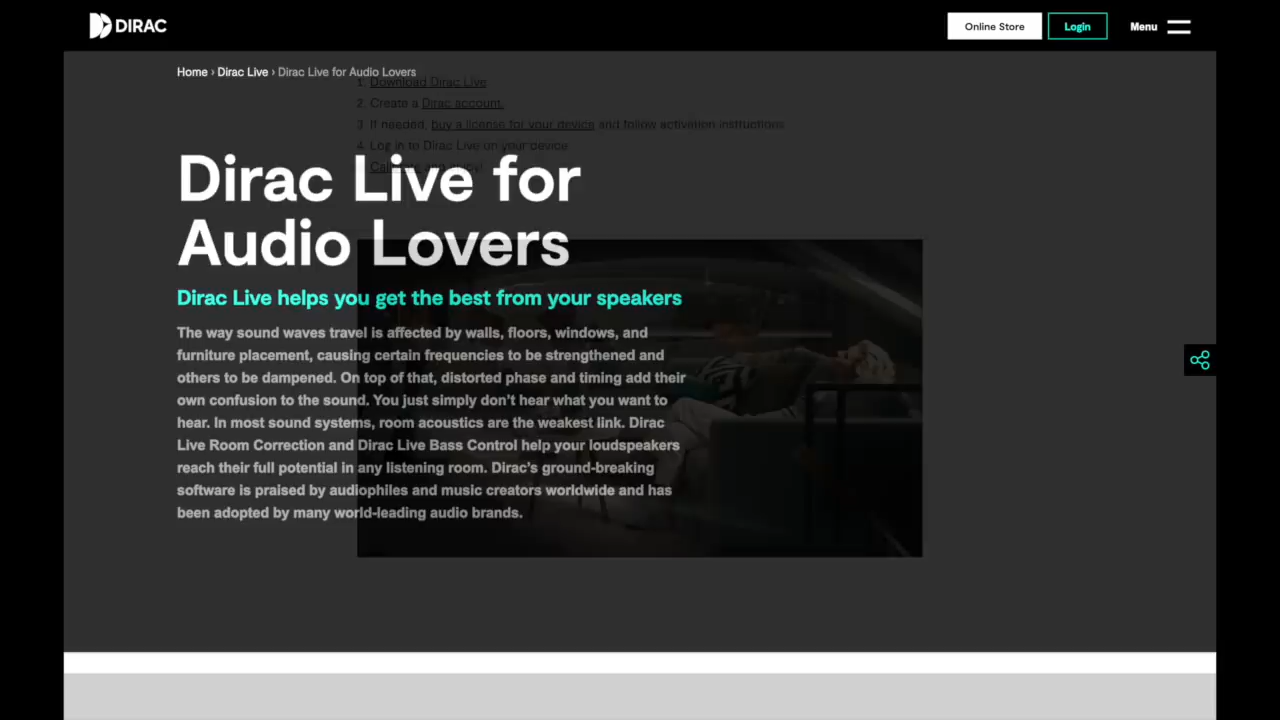 DIRAC
Online Store
Login
Menu
Home › Dirac Live › Dirac Live for Audio Lovers
1. Download Dirac Live
2. Create a Dirac account.
3. If needed, buy a license for your device and follow activation instructions.
4. Log in to Dirac Live on your device
Dirac Live for
Audio Lovers
Dirac Live helps you get the best from your speakers
The way sound waves travel is affected by walls, floors, windows, and
furniture placement, causing certain frequencies to be strengthened and
others to be dampened. On top of that, distorted phase and timing add their
own confusion to the sound. You just simply don’t hear what you want to
hear. In most sound systems, room acoustics are the weakest link. Dirac
Live Room Correction and Dirac Live Bass Control help your loudspeakers
reach their full potential in any listening room. Dirac’s ground-breaking
software is praised by audiophiles and music creators worldwide and has
been adopted by many world-leading audio brands.